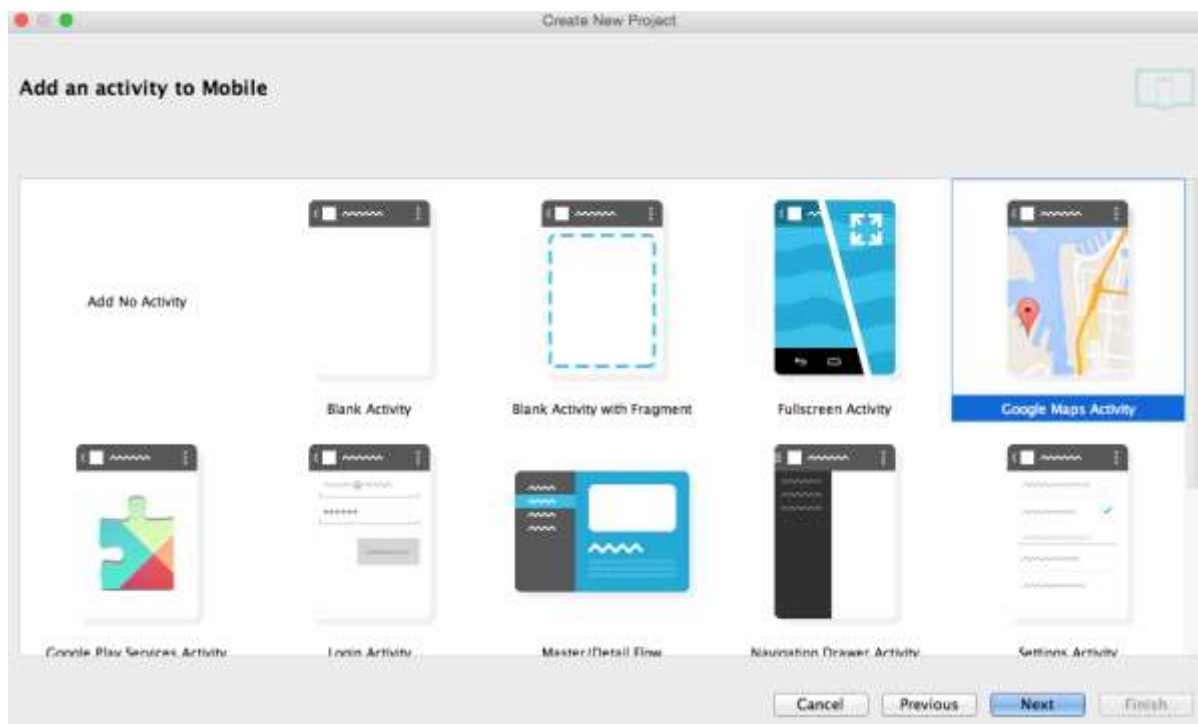 Create New Project
Add an activity to Mobile
Add No Activity
Blank Activity
Blank Activity with Fragment
Fullscreen Activity
Google Maps Activity
Google Play Services Activity
Login Activity
Master/Detail Flow
Navigation Drawer Activity
Settings Activity
Cancel
Previous
Next
Finish